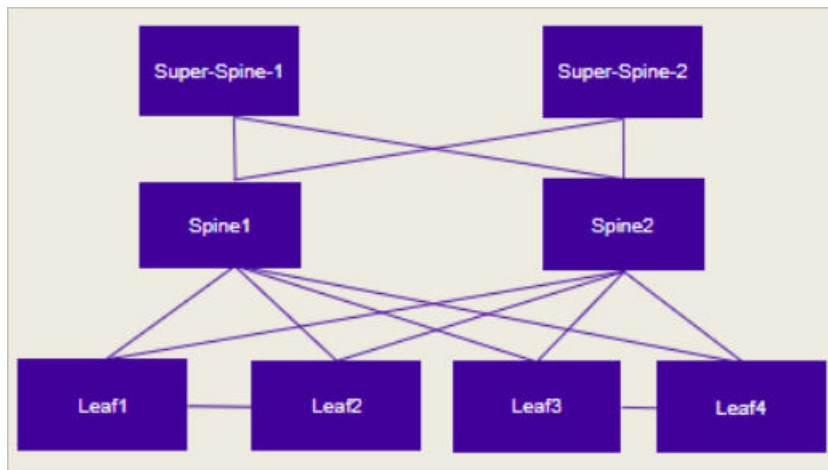 Super-Spine-1
Super-Spine-2
Spine1
Spine2
Leaf1
Leaf2
Leaf3
Leaf4